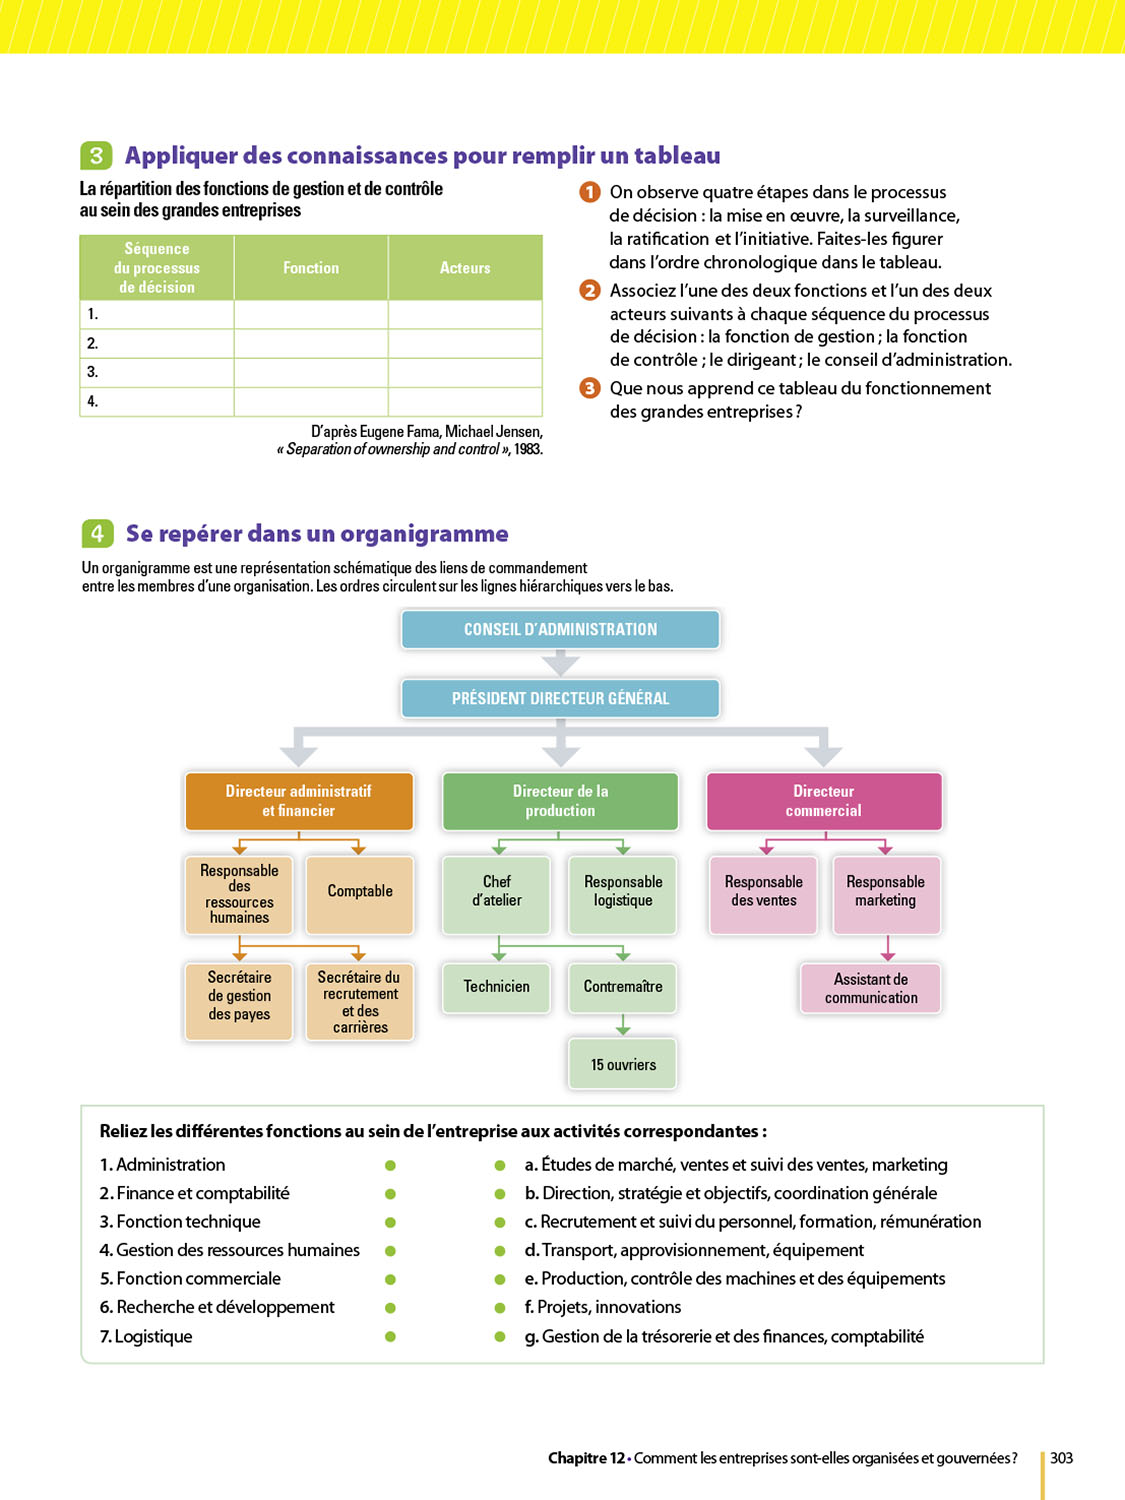 3 Appliquer des connaissances pour remplir un tableau
La répartition des fonctions de gestion et de contrôle
au sein des grandes entreprises
Séquence
du processus
de décision
Fonction
Acteurs
1.
2.
3.
4.
D'après Eugene Fama, Michael Jensen,
« Separation of ownership and control », 1983.
1 On observe quatre étapes dans le processus
de décision : la mise en œuvre, la surveillance,
la ratification et l'initiative. Faites-les figurer
dans l'ordre chronologique dans le tableau.
2 Associez l'une des deux fonctions et l'un des deux
acteurs suivants à chaque séquence du processus
de décision : la fonction de gestion ; la fonction
de contrôle ; le dirigeant ; le conseil d'administration.
3 Que nous apprend ce tableau du fonctionnement
des grandes entreprises ?
4 Se repérer dans un organigramme
Un organigramme est une représentation schématique des liens de commandement
entre les membres d'une organisation. Les ordres circulent sur les lignes hiérarchiques vers le bas.
CONSEIL D'ADMINISTRATION
PRÉSIDENT DIRECTEUR GÉNÉRAL
Directeur administratif
et financier
Directeur de la
production
Directeur
commercial
Responsable
des
ressources
humaines
Comptable
Chef
d'atelier
Responsable
logistique
Responsable
des ventes
Responsable
marketing
Secrétaire
de gestion
des payes
Secrétaire du
recrutement
et des
carrières
Technicien
Contremaître
Assistant de
communication
15 ouvriers
Reliez les différentes fonctions au sein de l'entreprise aux activités correspondantes :
1. Administration
a. Études de marché, ventes et suivi des ventes, marketing
2. Finance et comptabilité
b. Direction, stratégie et objectifs, coordination générale
3. Fonction technique
c. Recrutement et suivi du personnel, formation, rémunération
4. Gestion des ressources humaines
d. Transport, approvisionnement, équipement
5. Fonction commerciale
e. Production, contrôle des machines et des équipements
6. Recherche et développement
f. Projets, innovations
7. Logistique
g. Gestion de la trésorerie et des finances, comptabilité
Chapitre 12 • Comment les entreprises sont-elles organisées et gouvernées ? 303